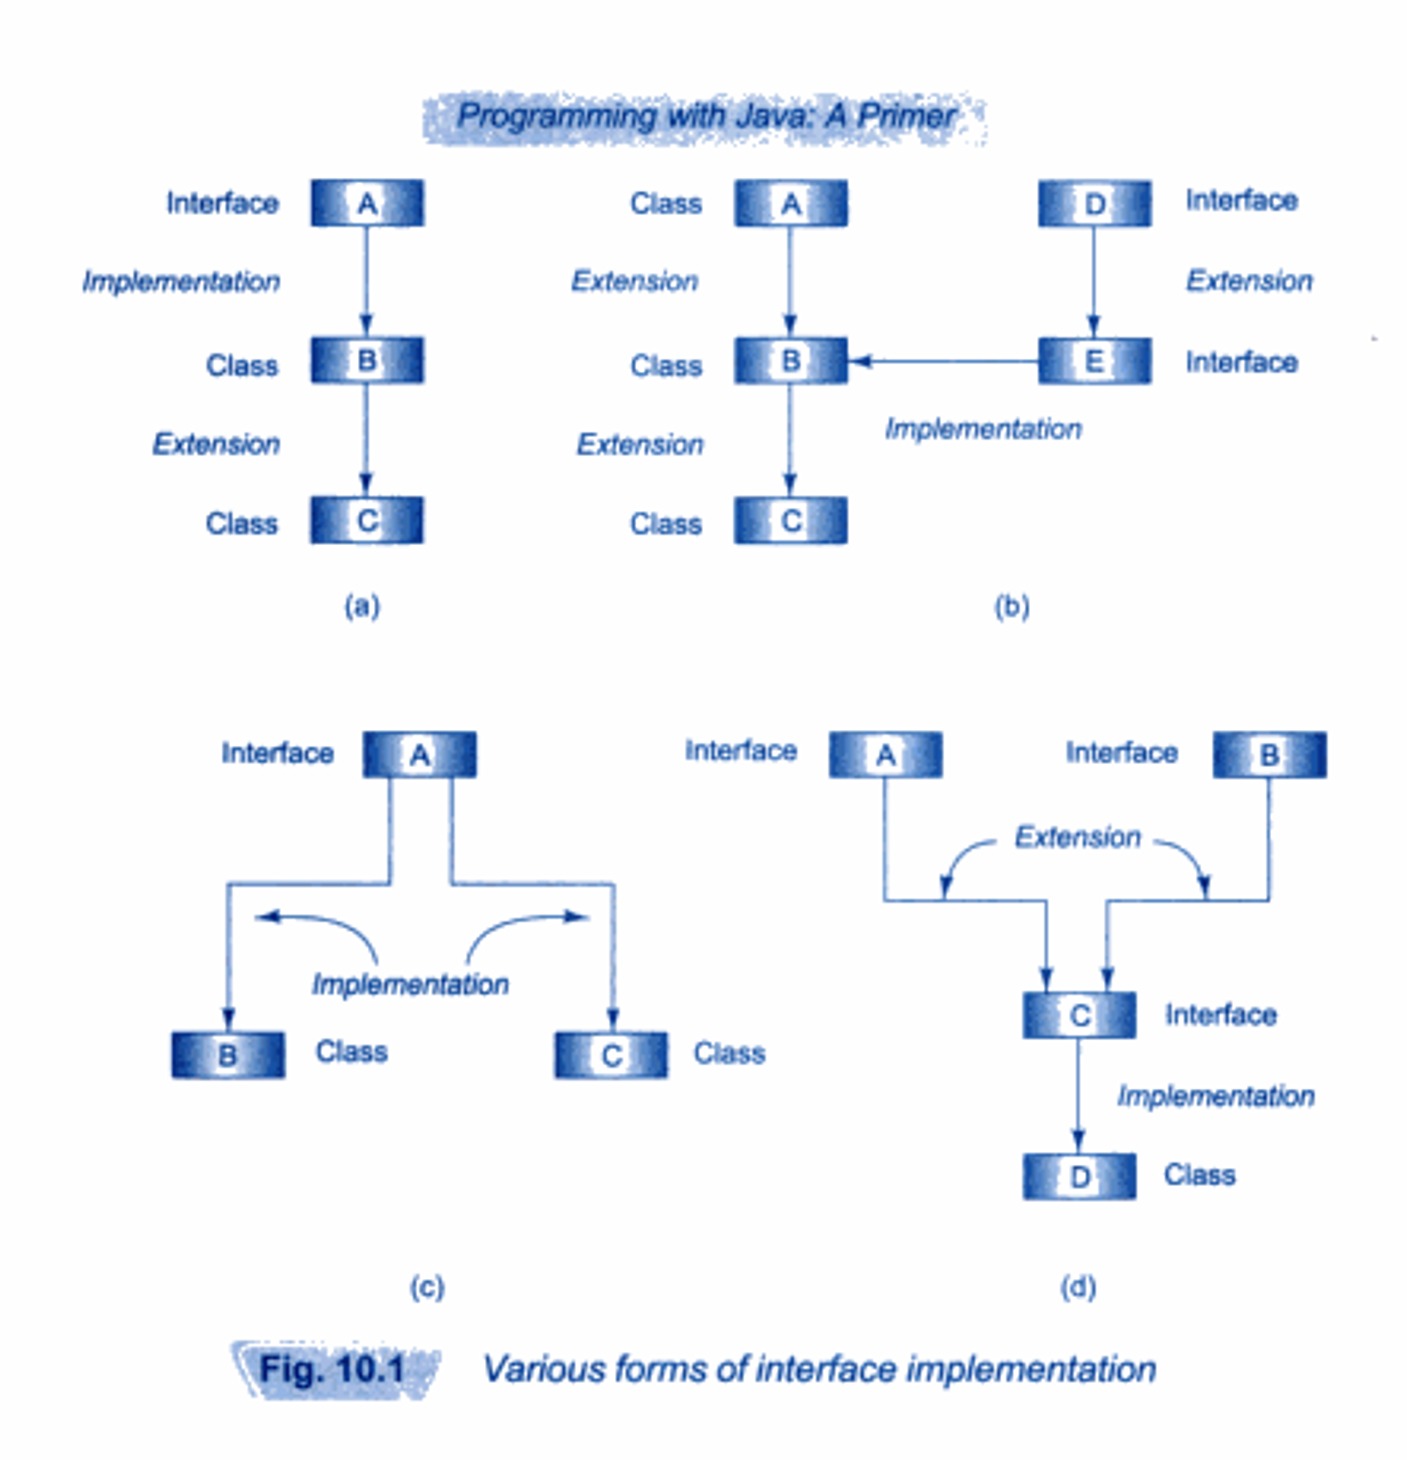 Programming with Java: A Primer
Interface A
Implementation
Class B
Extension
Class C
(a)
Class A D Interface
Extension Extension
Class B E Interface
Extension Implementation
Class C
(b)
Interface A
Implementation
B Class C Class
(c)
Interface A Interface B
Extension
C Interface
Implementation
D Class
(d)
Fig. 10.1 Various forms of interface implementation